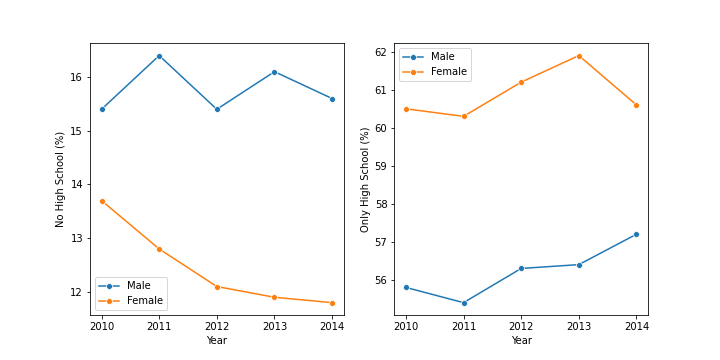 No High School (%)
16
15
14
13
12
Male
Female
2010 2011 2012 2013 2014
Year
Only High School (%)
62
61
60
59
58
57
56
Male
Female
2010 2011 2012 2013 2014
Year